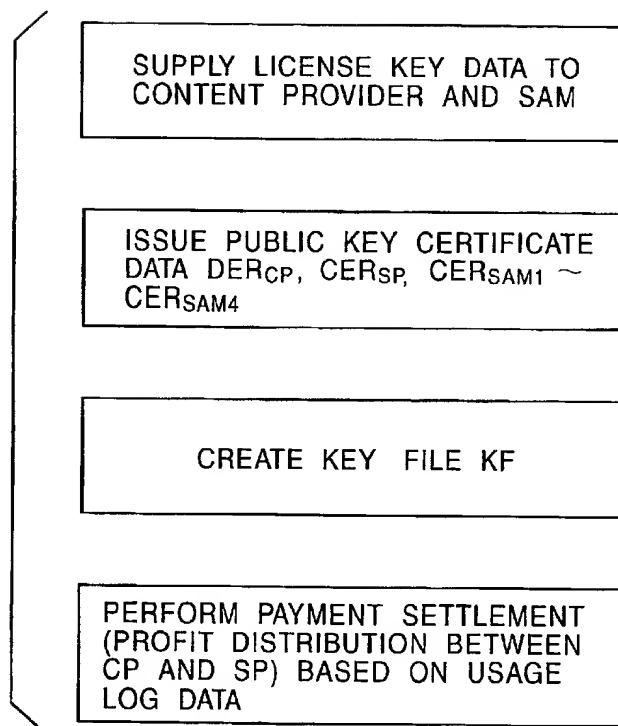 SUPPLY LICENSE KEY DATA TO
CONTENT PROVIDER AND SAM
ISSUE PUBLIC KEY CERTIFICATE
DATA DERCP, CERSP, CERSAM1 ~
CERSAM4
CREATE KEY FILE KF
PERFORM PAYMENT SETTLEMENT
(PROFIT DISTRIBUTION BETWEEN
CP AND SP) BASED ON USAGE
LOG DATA